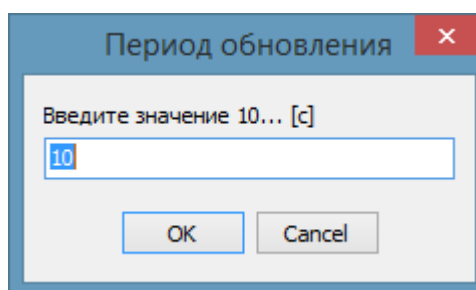 Период обновления
Введите значение 10... [с]
10
OK
Cancel